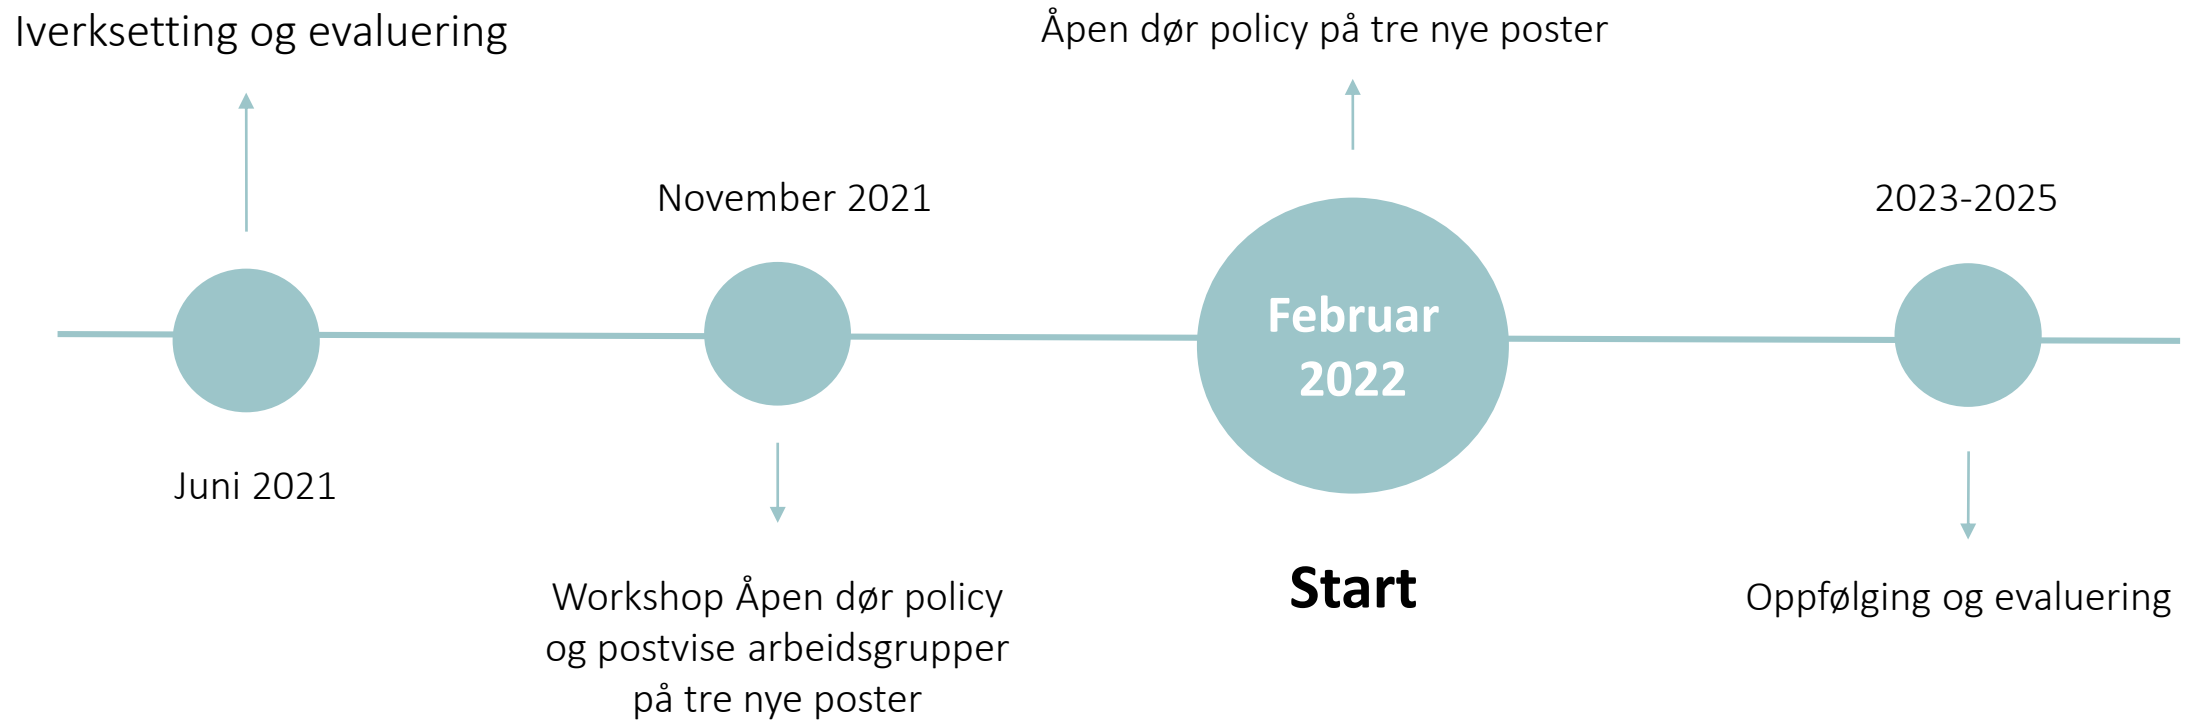 Iverksetting og evaluering
Juni 2021
November 2021
Workshop Åpen dør policy
og postvise arbeidsgrupper
på tre nye poster
Åpen dør policy på tre nye poster
Februar
2022
Start
2023-2025
Oppfølging og evaluering